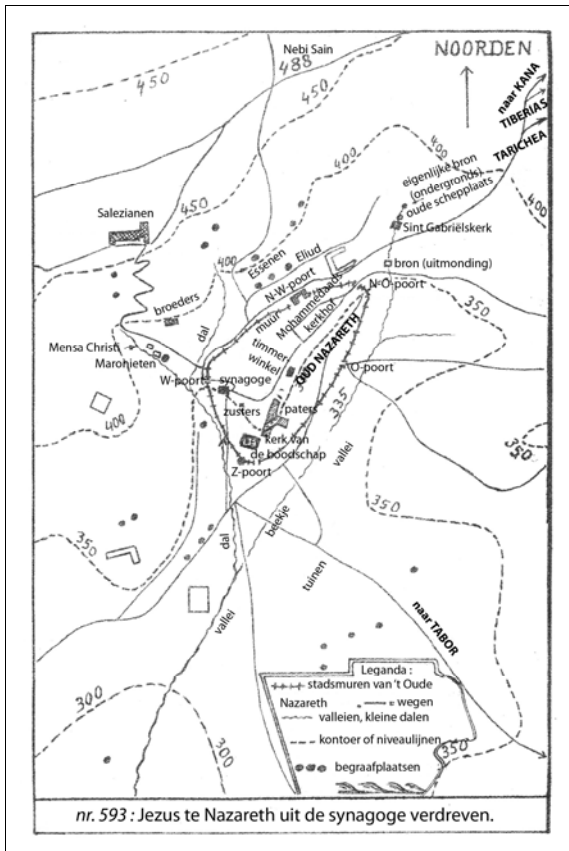 Nebi Sain
488
NOORDEN
450
450
450
naar KANA
TIBERIAS
TARICHEA
400
400
400
400
eigenlijke bron
(ondergronds)
oude schepplaats
Salezianen
Sint Gabriëlskerk
Essenen
Eliud
bron (uitmonding)
N-W-poort
N-O-poort
muur
Mohammedaads
kerkhof
broeders
dal
350
timmer
winkel
OUD NAZARETH
Mensa Christi
Maronieten
W-poort
synagoge
O-poort
335
400
zusters
paters
350
kerk van
de boodschap
Z-poort
vallei
350
350
dal
beekje
tuinen
vallei
naar TABOR
300
300
350
Leganda :
stadsmuren van 't Oude
Nazareth wegen
valleien, kleine dalen
kontoer of niveaulijnen
begraafplaatsen
nr. 593 : Jezus te Nazareth uit de synagoge verdreven.